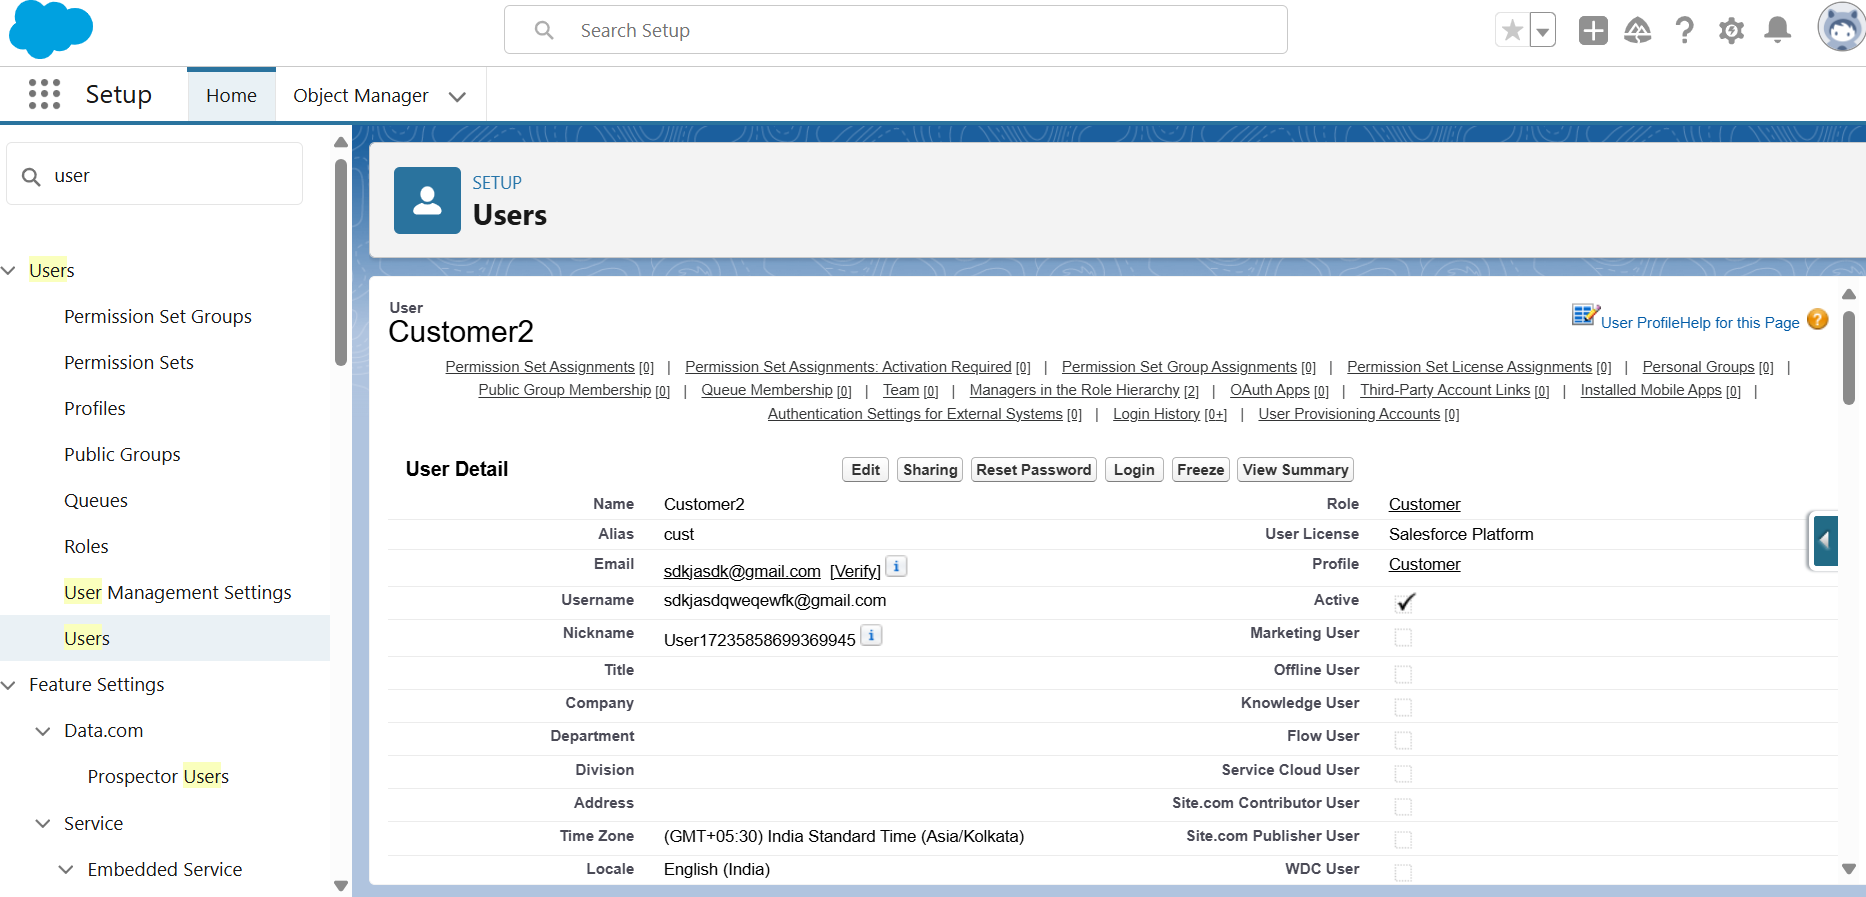 Search Setup
Setup
Home
Object Manager
user
Users
Permission Set Groups
Permission Sets
Profiles
Public Groups
Queues
Roles
User Management Settings
Users
Feature Settings
Data.com
Prospector Users
Service
Embedded Service
SETUP
Users
User
Customer2
User Profile Help for this Page ?
Permission Set Assignments [0] | Permission Set Assignments: Activation Required [0] | Permission Set Group Assignments [0] | Permission Set License Assignments [0] | Personal Groups [0] |
Public Group Membership [0] | Queue Membership [0] | Team [0] | Managers in the Role Hierarchy [2] | OAuth Apps [0] | Third-Party Account Links [0] | Installed Mobile Apps [0] |
Authentication Settings for External Systems [0] | Login History [0+] | User Provisioning Accounts [0]
User Detail
Edit Sharing Reset Password Login Freeze View Summary
Name Customer2 Role Customer
Alias cust User License Salesforce Platform
Email sdkjasdk@gmail.com [Verify] i Profile Customer
Username sdkjasdqweqewfk@gmail.com Active
Nickname User17235858699369945 i Marketing User
Title Offline User
Company Knowledge User
Department Flow User
Division Service Cloud User
Address Site.com Contributor User
Time Zone (GMT+05:30) India Standard Time (Asia/Kolkata) Site.com Publisher User
Locale English (India) WDC User